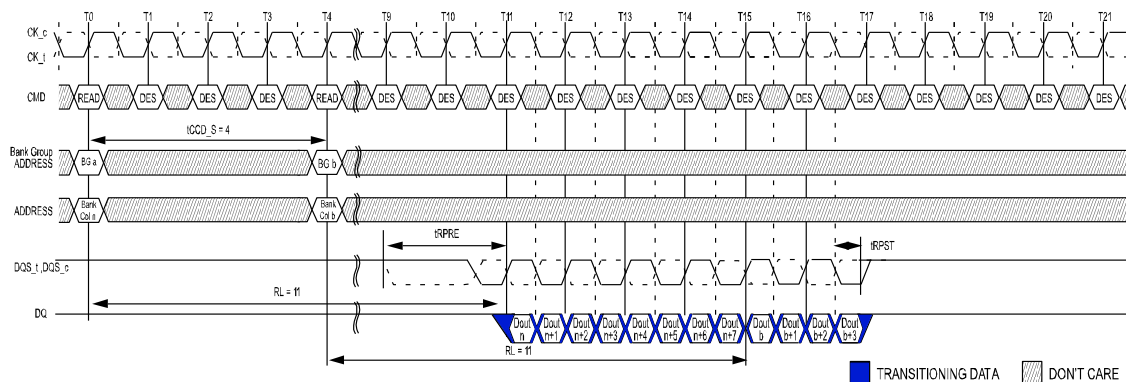 T0 T1 T2 T3 T4 T9 T10 T11 T12 T13 T14 T15 T16 T17 T18 T19 T20 T21
CK_c
CK_t
CMD READ DES DES DES READ DES DES DES DES DES DES DES DES DES DES DES DES DES
tCCD_S = 4
Bank Group
ADDRESS BG a BG b
ADDRESS Bank Col n Bank Col b
tRPRE tRPST
DQS_t ,DQS_c
RL = 11
DQ Dout n Dout n+1 Dout n+2 Dout n+3 Dout n+4 Dout n+5 Dout n+6 Dout n+7 Dout b Dout b+1 Dout b+2 Dout b+3
RL = 11
TRANSITIONING DATA DON'T CARE